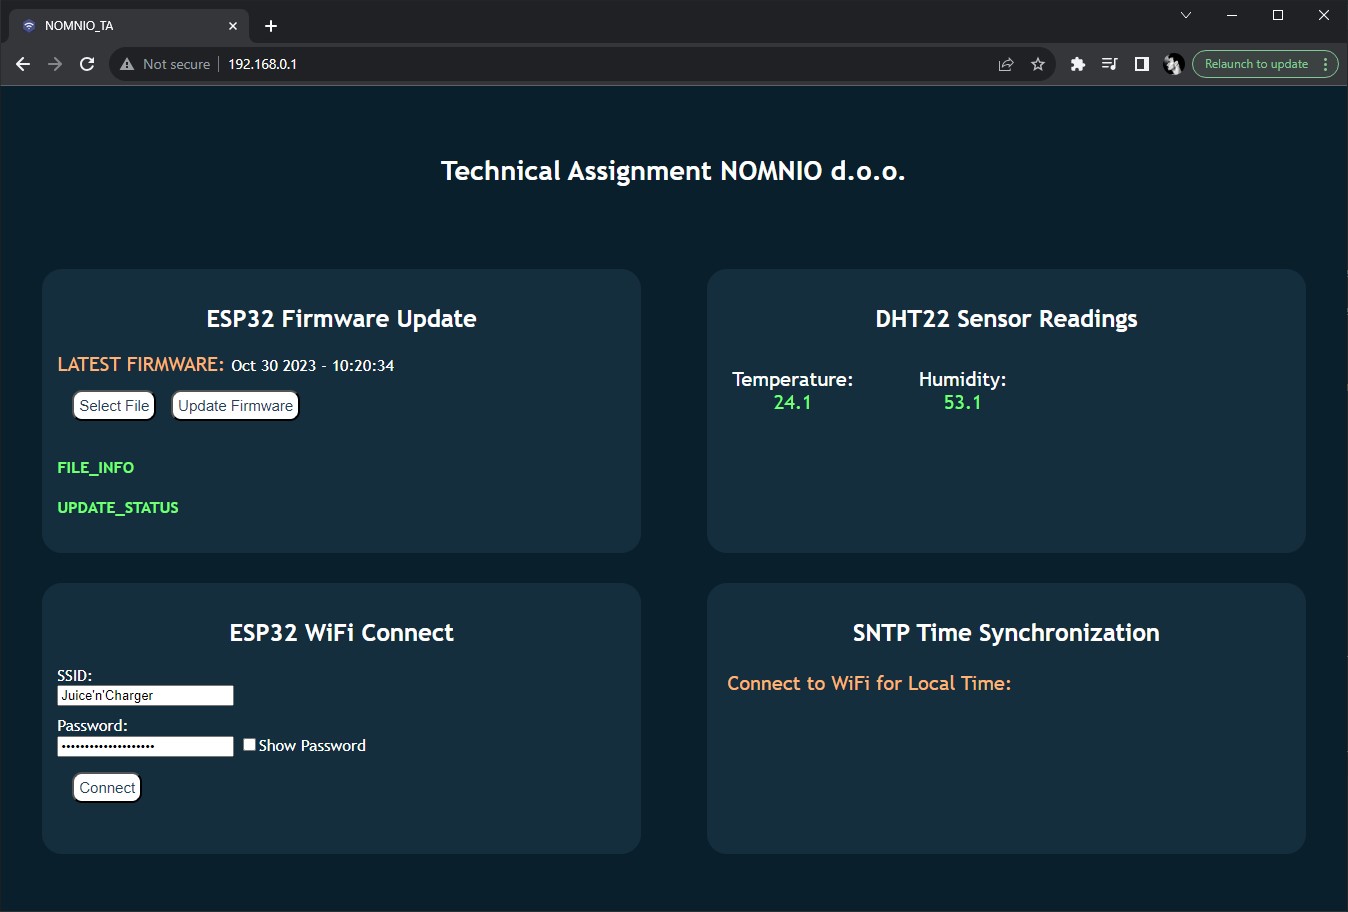 NOMNIO_TA
Not secure
192.168.0.1
Relaunch to update
Technical Assignment NOMNIO d.o.o.
ESP32 Firmware Update
LATEST FIRMWARE: Oct 30 2023 - 10:20:34
Select File
Update Firmware
FILE_INFO
UPDATE_STATUS
DHT22 Sensor Readings
Temperature:
24.1
Humidity:
53.1
ESP32 WiFi Connect
SSID:
Juice'n'Charger
Password:
••••••••••••••••••••
Show Password
Connect
SNTP Time Synchronization
Connect to WiFi for Local Time: